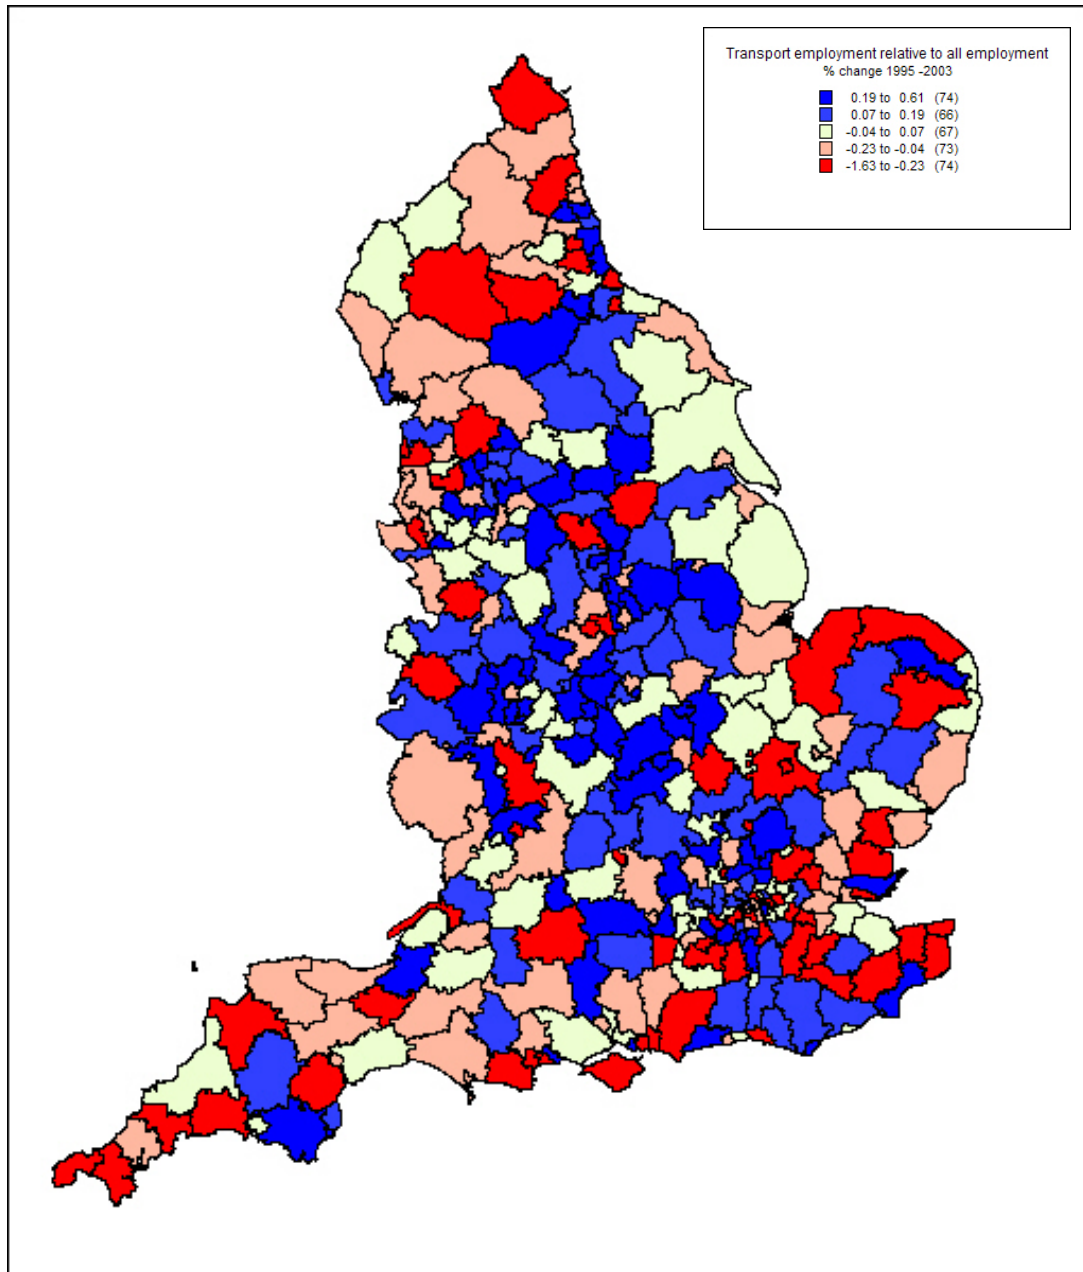 Transport employment relative to all employment
% change 1995 -2003
0.19 to 0.61 (74)
0.07 to 0.19 (66)
-0.04 to 0.07 (67)
-0.23 to -0.04 (73)
-1.63 to -0.23 (74)